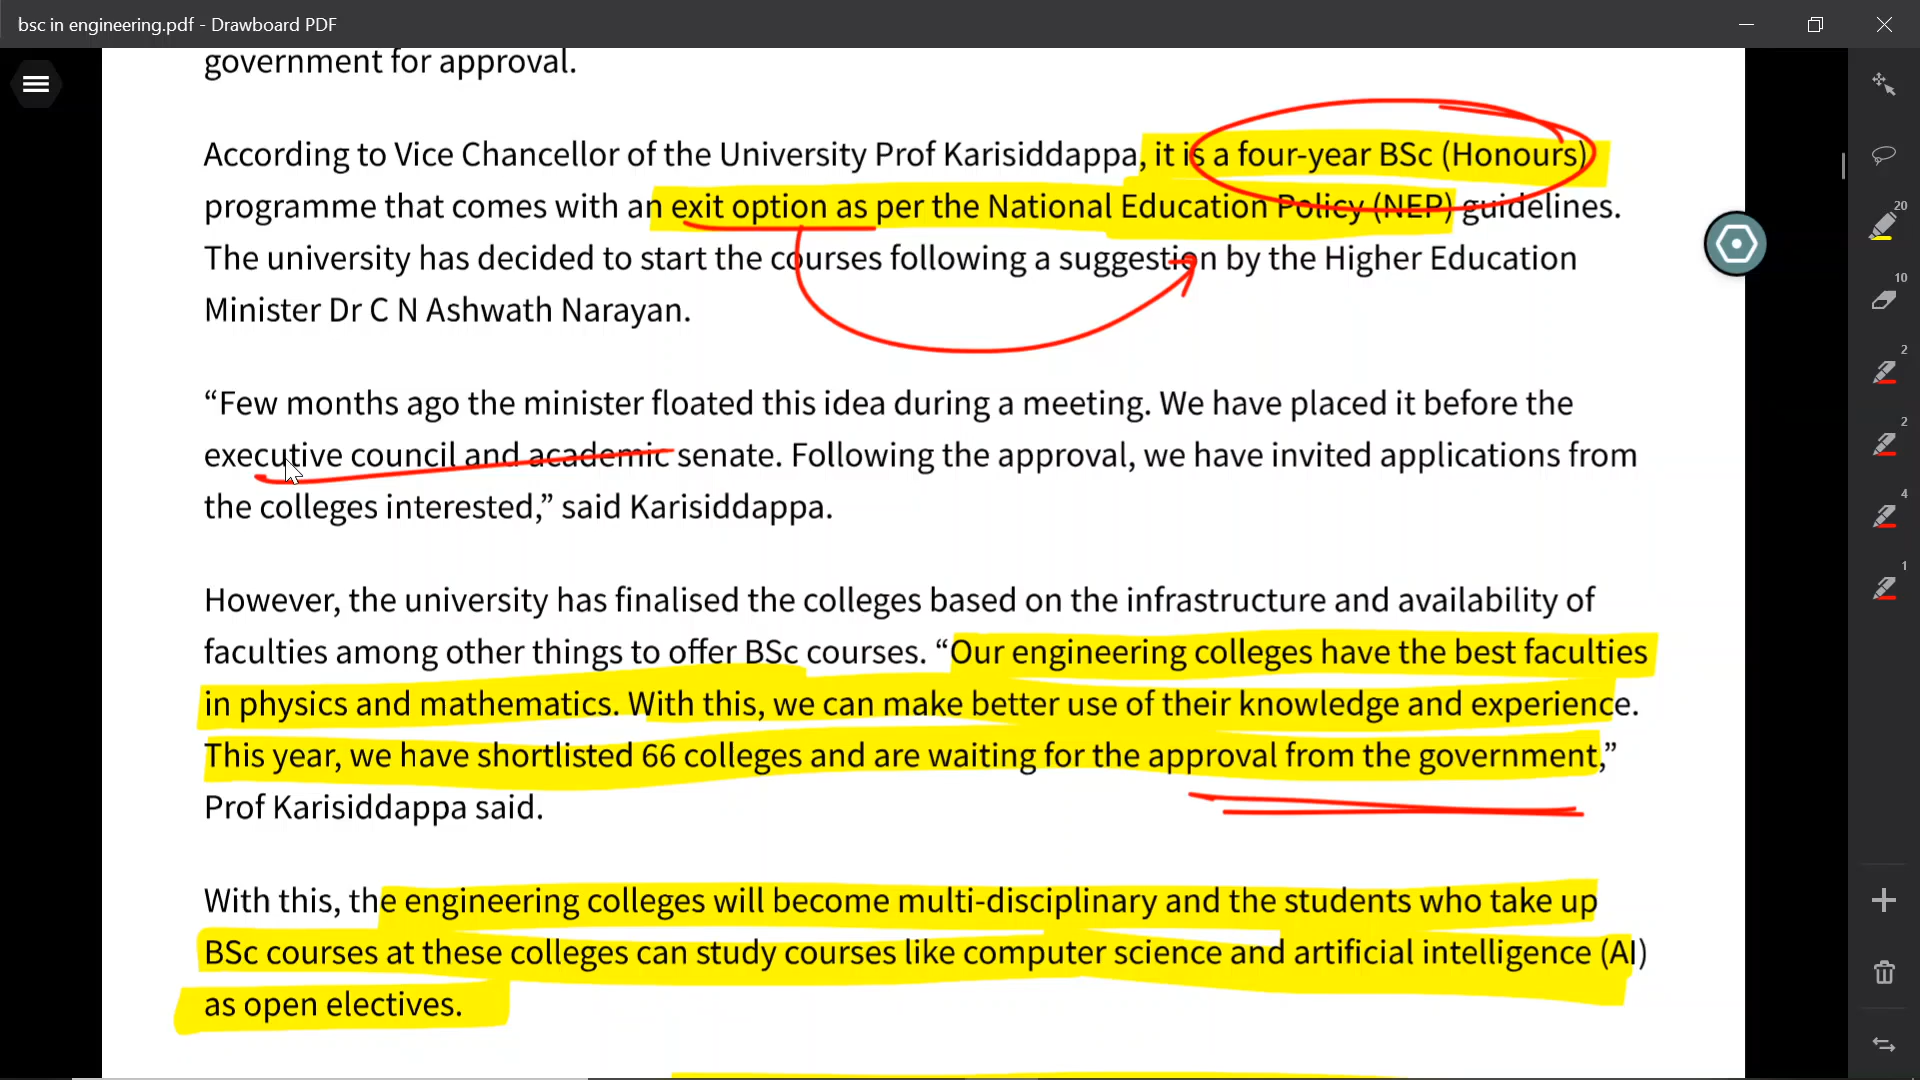 bsc in engineering.pdf - Drawboard PDF
government for approval.
According to Vice Chancellor of the University Prof Karisiddappa, it is a four-year BSc (Honours)
programme that comes with an exit option as per the National Education Policy (NEP) guidelines.
The university has decided to start the courses following a suggestion by the Higher Education
Minister Dr C N Ashwath Narayan.
“Few months ago the minister floated this idea during a meeting. We have placed it before the
executive council and academic senate. Following the approval, we have invited applications from
the colleges interested,” said Karisiddappa.
However, the university has finalised the colleges based on the infrastructure and availability of
faculties among other things to offer BSc courses. “Our engineering colleges have the best faculties
in physics and mathematics. With this, we can make better use of their knowledge and experience.
This year, we have shortlisted 66 colleges and are waiting for the approval from the government,”
Prof Karisiddappa said.
With this, the engineering colleges will become multi-disciplinary and the students who take up
BSc courses at these colleges can study courses like computer science and artificial intelligence (AI)
as open electives.
20
10
2
2
4
1